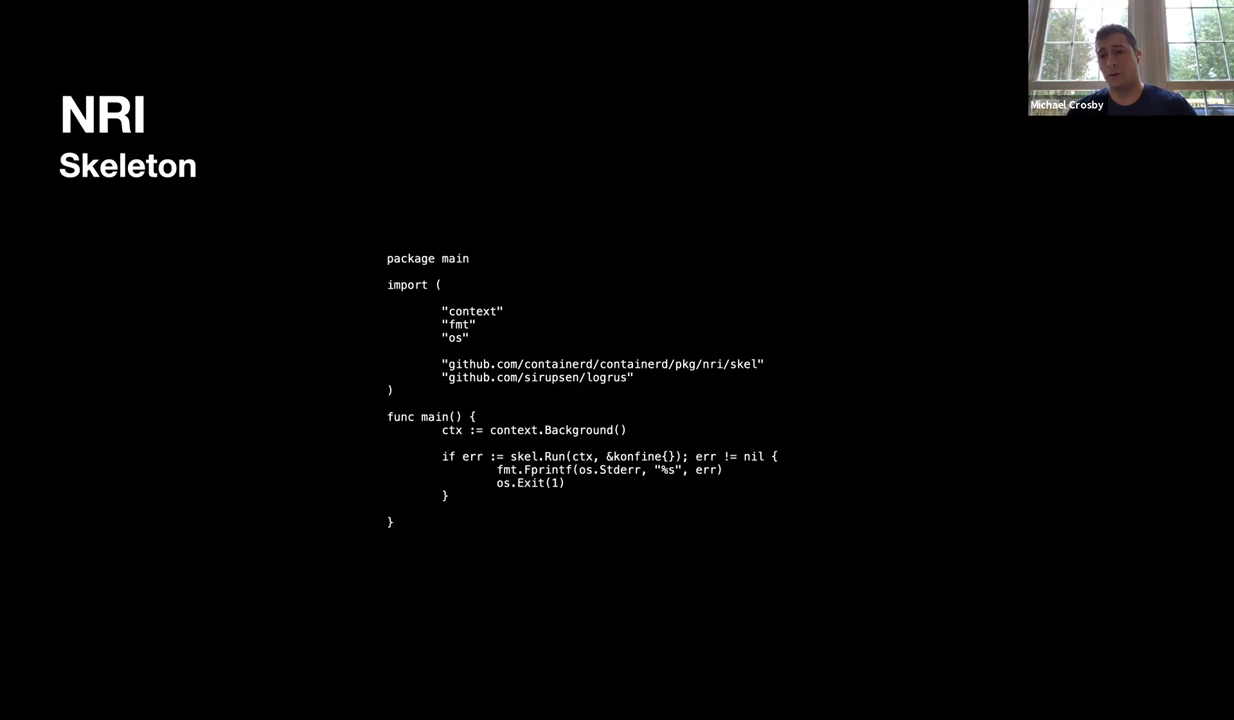 NRI
Skeleton
Michael Crosby
package main
import (
"context"
"fmt"
"os"
"github.com/containerd/containerd/pkg/nri/skel"
"github.com/sirupsen/logrus"
)
func main() {
ctx := context.Background()
if err := skel.Run(ctx, &konfine{}); err != nil {
fmt.Fprintf(os.Stderr, "%s", err)
os.Exit(1)
}
}